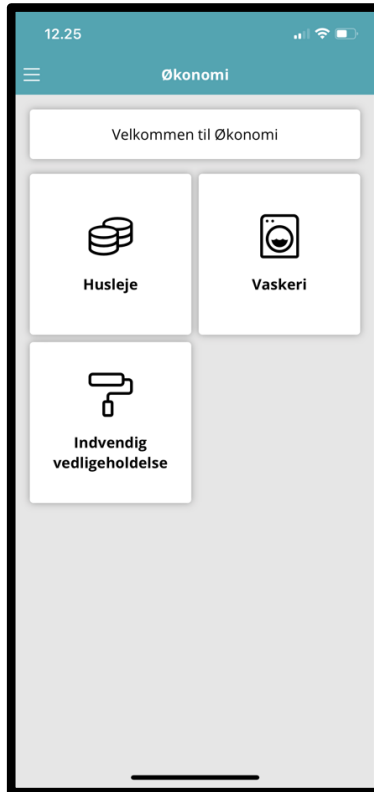 12.25
Økonomi
Velkommen til Økonomi
Husleje
Vaskeri
Indvendig
vedligeholdelse